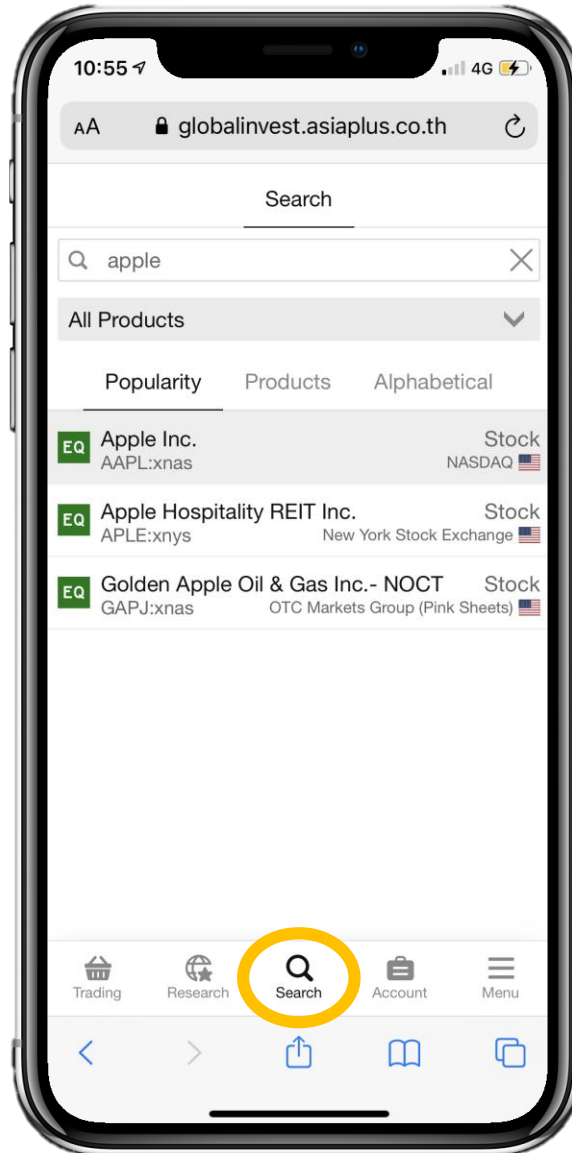 10:55
4G
AA globalinvest.asiaplus.co.th
Search
apple
All Products
Popularity Products Alphabetical
EQ Apple Inc. Stock
AAPL:xnas NASDAQ
EQ Apple Hospitality REIT Inc. Stock
APLE:xnys New York Stock Exchange
EQ Golden Apple Oil & Gas Inc.- NOCT Stock
GAPJ:xnas OTC Markets Group (Pink Sheets)
Trading Research Search Account Menu